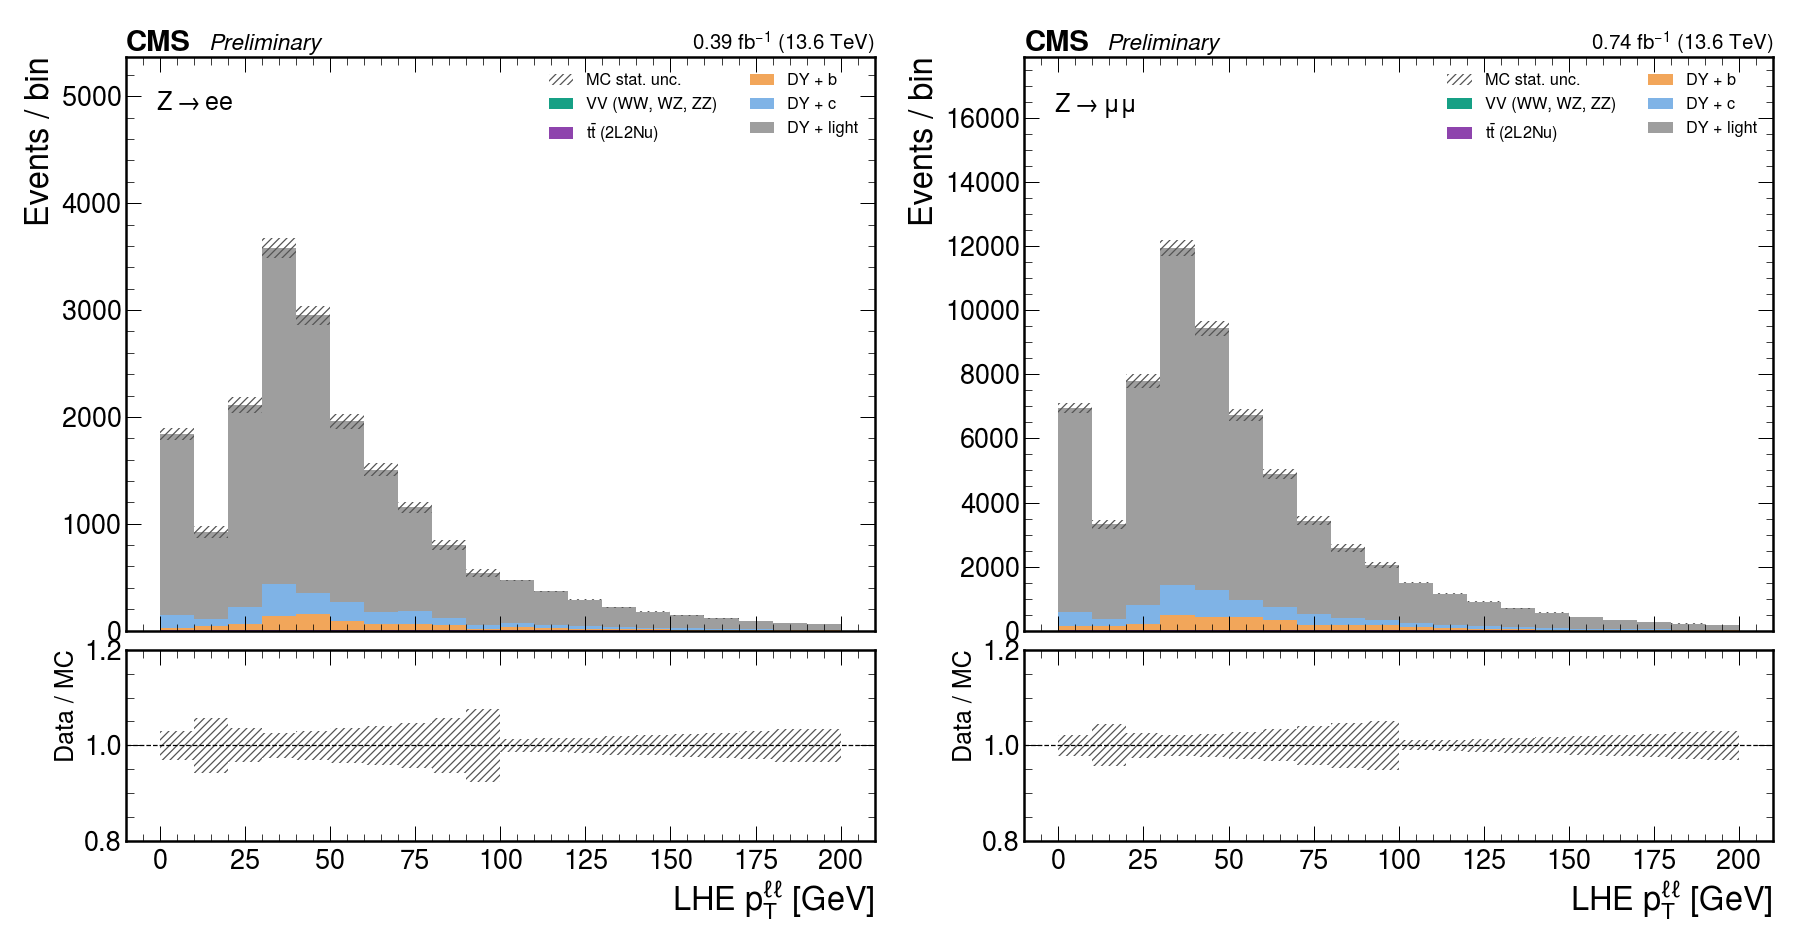 CMS Preliminary 0.39 fb⁻¹ (13.6 TeV)
Events / bin
Z → ee
MC stat. unc.
VV (WW, WZ, ZZ)
tt̄ (2L2Nu)
DY + b
DY + c
DY + light
5000
4000
3000
2000
1000
0
Data / MC
1.2
1.0
0.8
0 25 50 75 100 125 150 175 200
LHE p_T^ℓℓ [GeV]
CMS Preliminary 0.74 fb⁻¹ (13.6 TeV)
Events / bin
Z → μμ
MC stat. unc.
VV (WW, WZ, ZZ)
tt̄ (2L2Nu)
DY + b
DY + c
DY + light
16000
14000
12000
10000
8000
6000
4000
2000
0
Data / MC
1.2
1.0
0.8
0 25 50 75 100 125 150 175 200
LHE p_T^ℓℓ [GeV]